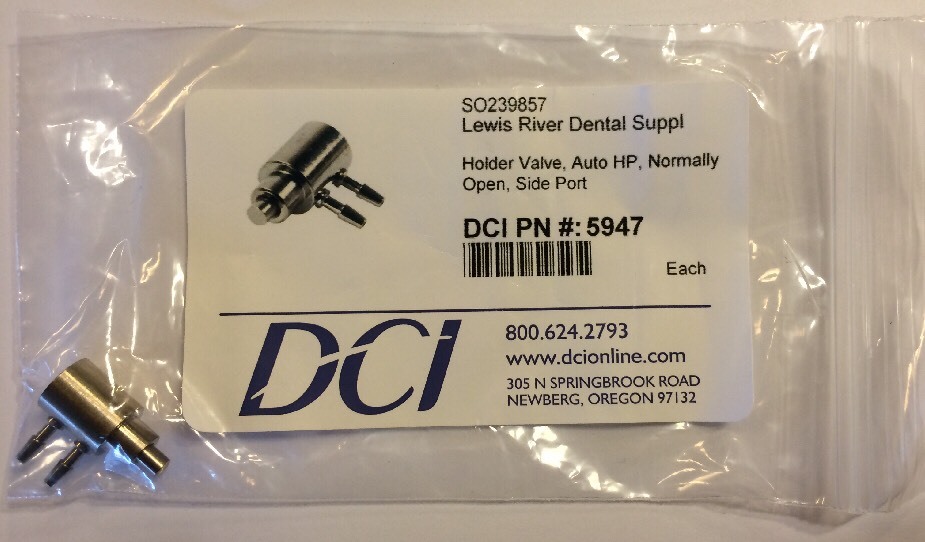 SO239857
Lewis River Dental Suppl
Holder Valve, Auto HP, Normally
Open, Side Port
DCI PN #: 5947
Each
DCI
800.624.2793
www.dcionline.com
305 N SPRINGBROOK ROAD
NEWBERG, OREGON 97132